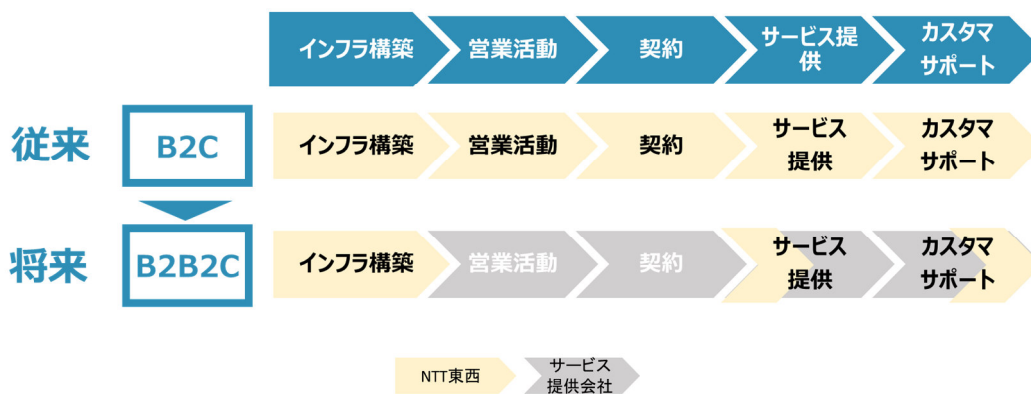 インフラ構築
営業活動
契約
サービス提
供
カスタマ
サポート
従来
B2C
インフラ構築
営業活動
契約
サービス
提供
カスタマ
サポート
将来
B2B2C
インフラ構築
営業活動
契約
サービス
提供
カスタマ
サポート
NTT東西
サービス
提供会社